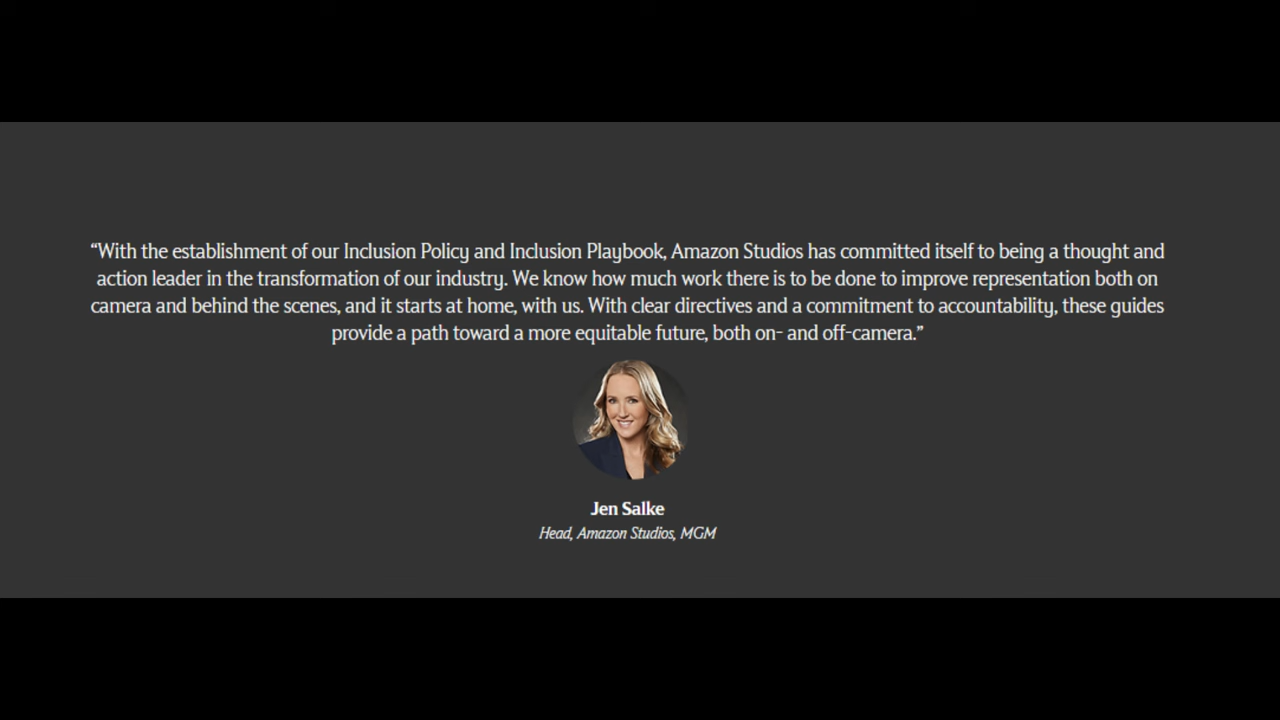 “With the establishment of our Inclusion Policy and Inclusion Playbook, Amazon Studios has committed itself to being a thought and
action leader in the transformation of our industry. We know how much work there is to be done to improve representation both on
camera and behind the scenes, and it starts at home, with us. With clear directives and a commitment to accountability, these guides
provide a path toward a more equitable future, both on- and off-camera.”
Jen Salke
Head, Amazon Studios, MGM